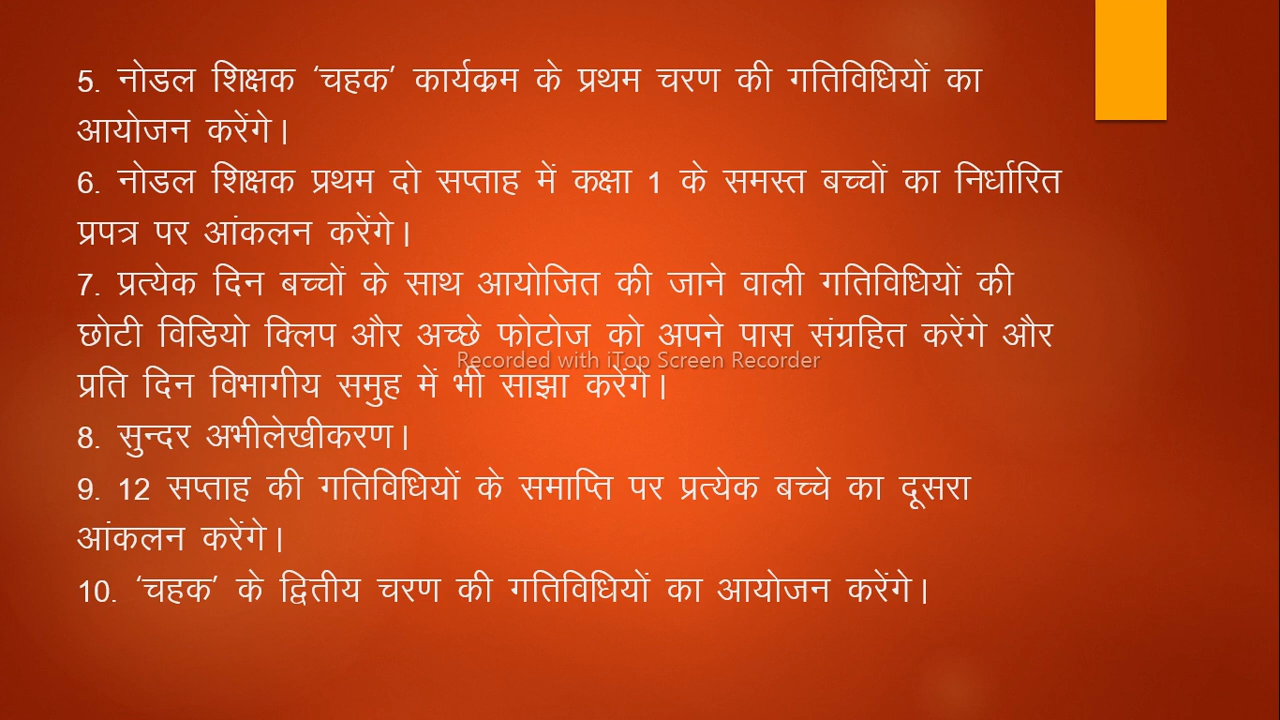 5. नोडल शिक्षक ‘चहक’ कार्यक्रम के प्रथम चरण की गतिविधियों का
आयोजन करेंगे।
6. नोडल शिक्षक प्रथम दो सप्ताह में कक्षा 1 के समस्त बच्चों का निर्धारित
प्रपत्र पर आंकलन करेंगे।
7. प्रत्येक दिन बच्चों के साथ आयोजित की जाने वाली गतिविधियों की
छोटी विडियो क्लिप और अच्छे फोटोज को अपने पास संग्रहित करेंगे और
Recorded with iTop Screen Recorder
प्रति दिन विभागीय समुह में भी साझा करेंगे।
8. सुन्दर अभीलेखीकरण।
9. 12 सप्ताह की गतिविधियों के समाप्ति पर प्रत्येक बच्चे का दूसरा
आंकलन करेंगे।
10. ‘चहक’ के द्वितीय चरण की गतिविधियों का आयोजन करेंगे।